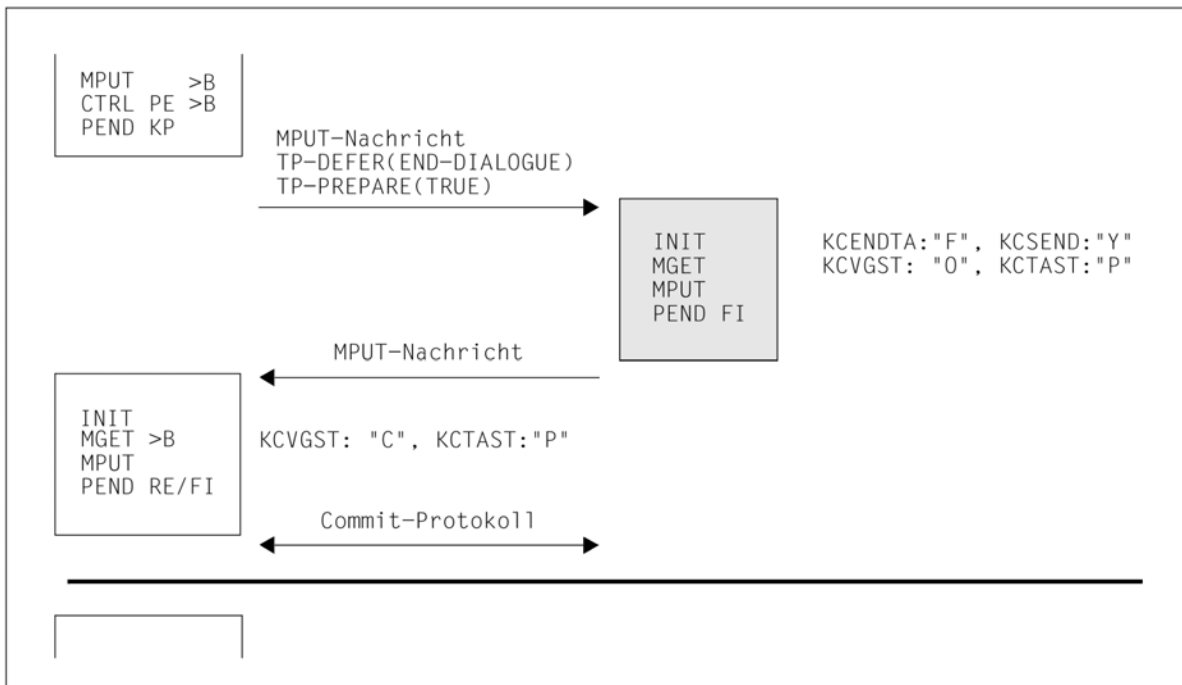 MPUT >B
CTRL PE >B
PEND KP
MPUT-Nachricht
TP-DEFER(END-DIALOGUE)
TP-PREPARE(TRUE)
INIT KCENDTA:"F", KCSEND:"Y"
MGET KCVGST: "O", KCTAST:"P"
MPUT
PEND FI
MPUT-Nachricht
INIT
MGET >B KCVGST: "C", KCTAST:"P"
MPUT
PEND RE/FI
Commit-Protokoll